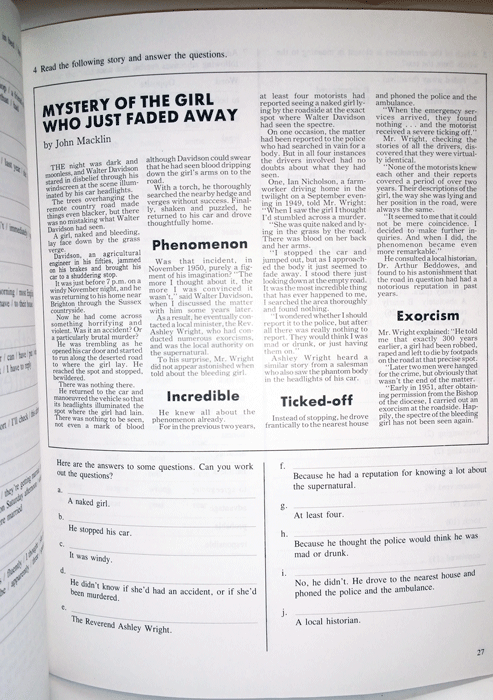 4 Read the following story and answer the questions.
MYSTERY OF THE GIRL
WHO JUST FADED AWAY
by John Macklin
THE night was dark and
moonless, and Walter Davidson
stared in disbelief through his
windscreen at the scene illum-
inated by his car headlights.
The trees overhanging the
remote country road made
things even blacker, but there
was no mistaking what Walter
Davidson had seen.
A girl, naked and bleeding,
lay face down by the grass
verge.
Davidson, an agricultural
engineer in his fifties, jammed
on his brakes and brought his
car to a shuddering stop.
It was just before 7 p.m. on a
windy November night, and he
was returning to his home near
Brighton through the Sussex
countryside.
Now he had come across
something horrifying and
violent. Was it an accident? Or
a particularly brutal murder?
He was trembling as he
opened his car door and started
to run along the deserted road
to where the girl lay. He
reached the spot and stopped,
bewildered.
There was nothing there.
He returned to the car and
manoeuvred the vehicle so that
its headlights illuminated the
spot where the girl had lain.
There was nothing to be seen,
not even a mark of blood
although Davidson could swear
that he had seen blood dripping
down the girl's arm on to the
road.
With a torch, he thoroughly
searched the nearby hedge and
verges without success. Final-
ly, shaken and puzzled, he
returned to his car and drove
thoughtfully home.
Phenomenon
Was that incident, in
November 1950, purely a fig-
ment of his imagination? "The
more I thought about it, the
more I was convinced it
wasn't," said Walter Davidson,
when I discussed the matter
with him some years later.
As a result, he eventually con-
tacted a local minister, the Rev.
Ashley Wright, who had con-
ducted numerous exorcisms,
and was the local authority on
the supernatural.
To his surprise, Mr. Wright
did not appear astonished when
told about the bleeding girl.
Incredible
He knew all about the
phenomenon already.
For in the previous two years,
at least four motorists had
reported seeing a naked girl ly-
ing by the roadside at the exact
spot where Walter Davidson
had seen the spectre.
On one occasion, the matter
had been reported to the police
who had searched in vain for a
body. But in all four instances
the drivers involved had no
doubts about what they had
seen.
One, Ian Nicholson, a farm-
worker driving home in the
twilight on a September even-
ing in 1949, told Mr. Wright:
"When I saw the girl I thought
I'd stumbled across a murder.
"She was quite naked and ly-
ing in the grass by the road.
There was blood on her back
and her arms.
"I stopped the car and
jumped out, but as I approach-
ed the body it just seemed to
fade away. I stood there just
looking down at the empty road.
It was the most incredible thing
that has ever happened to me.
I searched the area thoroughly
and found nothing.
"I wondered whether I should
report it to the police, but after
all there was really nothing to
report. They would think I was
mad or drunk, or just having
them on.
Ashley Wright heard a
similar story from a salesman
who also saw the phantom body
in the headlights of his car.
Ticked-off
Instead of stopping, he drove
frantically to the nearest house
and phoned the police and the
ambulance.
"When the emergency ser-
vices arrived, they found
nothing . . . and the motorist
received a severe ticking off."
Mr. Wright, checking the
stories of all the drivers, dis-
covered that they were virtual-
ly identical.
"None of the motorists knew
each other and their reports
covered a period of over two
years. Their descriptions of the
girl, the way she was lying and
her position in the road, were
always the same.
"It seemed to me that it could
not be mere coincidence. I
decided to make further in-
quiries. And when I did, the
phenomenon became even
more remarkable."
He consulted a local historian,
Dr. Arthur Beddowes, and
found to his astonishment that
the road in question had had a
notorious reputation in past
years.
Exorcism
Mr. Wright explained: "He told
me that exactly 300 years
earlier, a girl had been robbed,
raped and left to die by footpads
on the road at that precise spot.
"Later two men were hanged
for the crime, but obviously that
wasn't the end of the matter.
"Early in 1951, after obtain-
ing permission from the Bishop
of the diocese, I carried out an
exorcism at the roadside. Hap-
pily, the spectre of the bleeding
girl has not been seen again.
Here are the answers to some questions. Can you work
out the questions?
a.
A naked girl.
b.
He stopped his car.
c.
It was windy.
d.
He didn't know if she'd had an accident, or if she'd
been murdered.
e.
The Reverend Ashley Wright.
f.
Because he had a reputation for knowing a lot about
the supernatural.
g.
At least four.
h.
Because he thought the police would think he was
mad or drunk.
i.
No, he didn't. He drove to the nearest house and
phoned the police and the ambulance.
j.
A local historian.
27